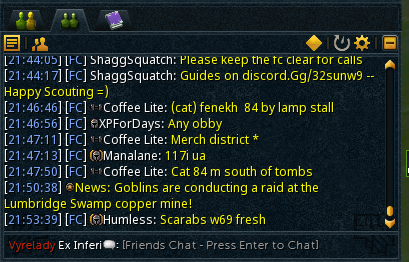 [21:44:05] [FC] ShaggSquatch: Please keep the fc clear for calls
[21:44:17] [FC] ShaggSquatch: Guides on discord.Gg/32sunw9 --
Happy Scouting =)
[21:46:46] [FC] Coffee Lite: (cat) fenekh 84 by lamp stall
[21:46:56] [FC] XPForDays: Any obby
[21:47:11] [FC] Coffee Lite: Merch district *
[21:47:13] [FC] Manalane: 117i ua
[21:47:50] [FC] Coffee Lite: Cat 84 m south of tombs
[21:50:38] News: Goblins are conducting a raid at the
Lumbridge Swamp copper mine!
[21:53:39] [FC] Humless: Scarabs w69 fresh
Vyrelady Ex Inferi: [Friends Chat - Press Enter to Chat]